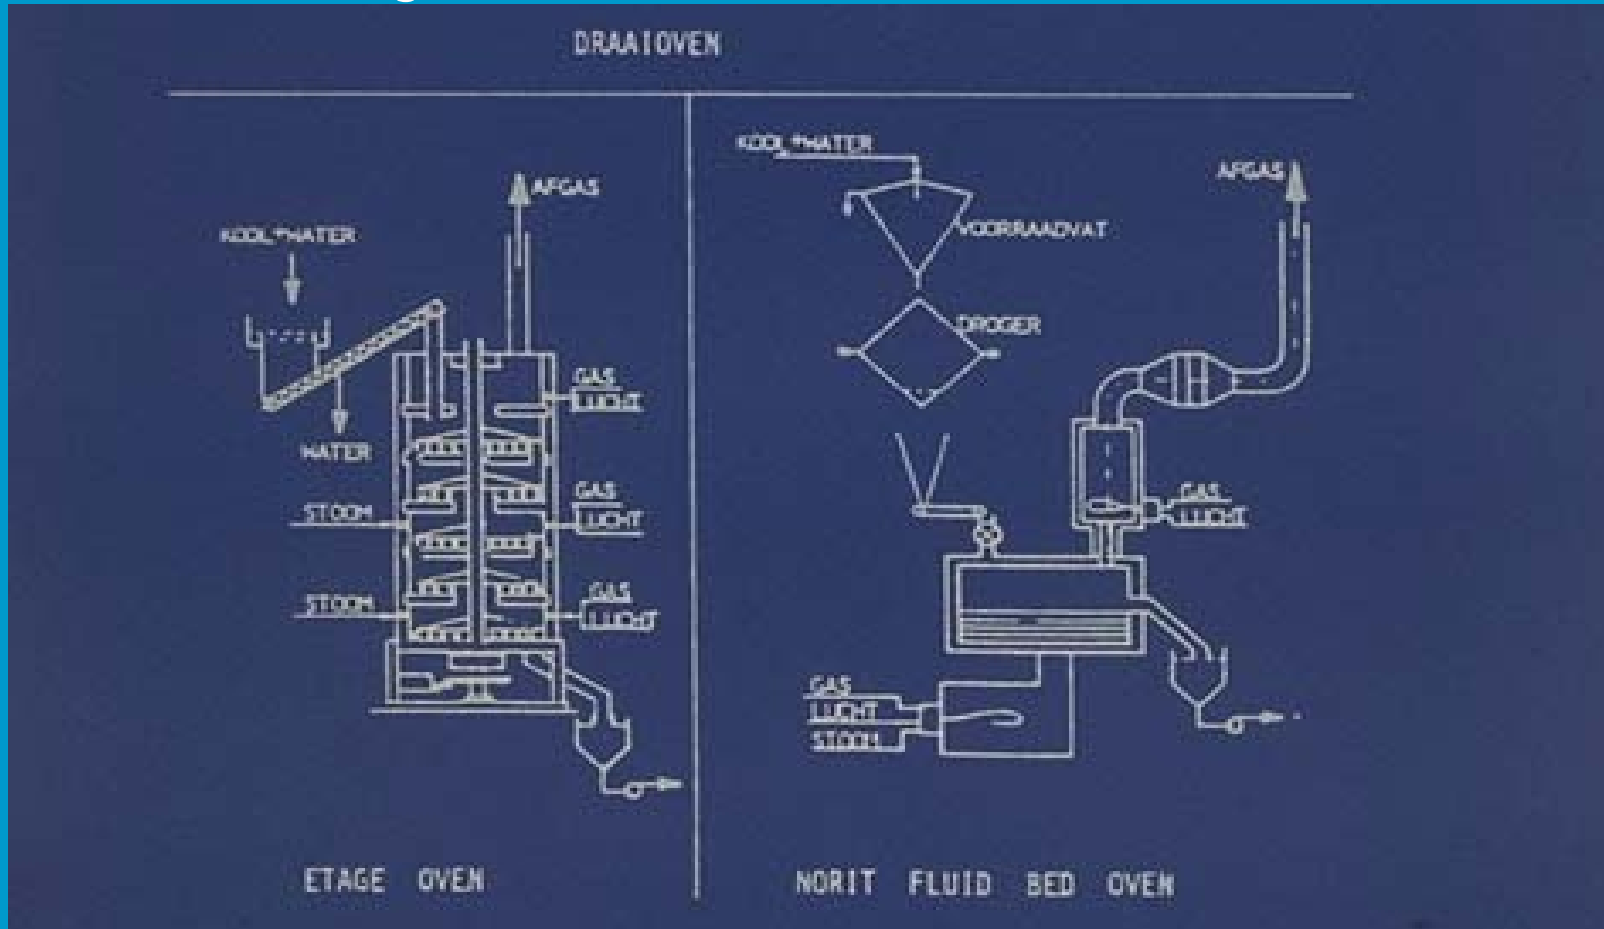 DRAAIOVEN
KOOL+WATER
AFGAS
WATER
GAS
LUCHT
STOOM
GAS
LUCHT
STOOM
GAS
LUCHT
ETAGE OVEN
KOOL+WATER
VOORRAADVAT
AFGAS
DROGER
GAS
LUCHT
GAS
LUCHT
STOOM
NORIT FLUID BED OVEN